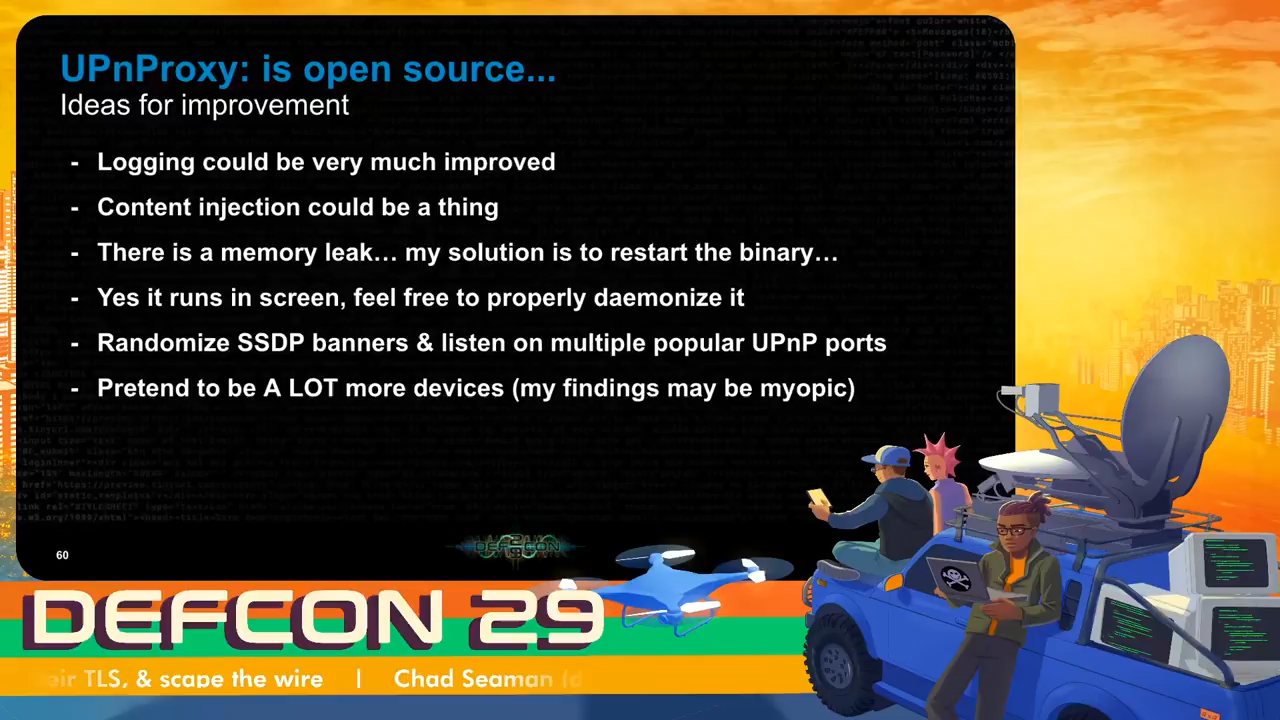 UPnProxy: is open source...
Ideas for improvement
- Logging could be very much improved
- Content injection could be a thing
- There is a memory leak… my solution is to restart the binary…
- Yes it runs in screen, feel free to properly daemonize it
- Randomize SSDP banners & listen on multiple popular UPnP ports
- Pretend to be A LOT more devices (my findings may be myopic)
60
DEFCON
DEFCON 29
eir TLS, & scape the wire | Chad Seaman (d